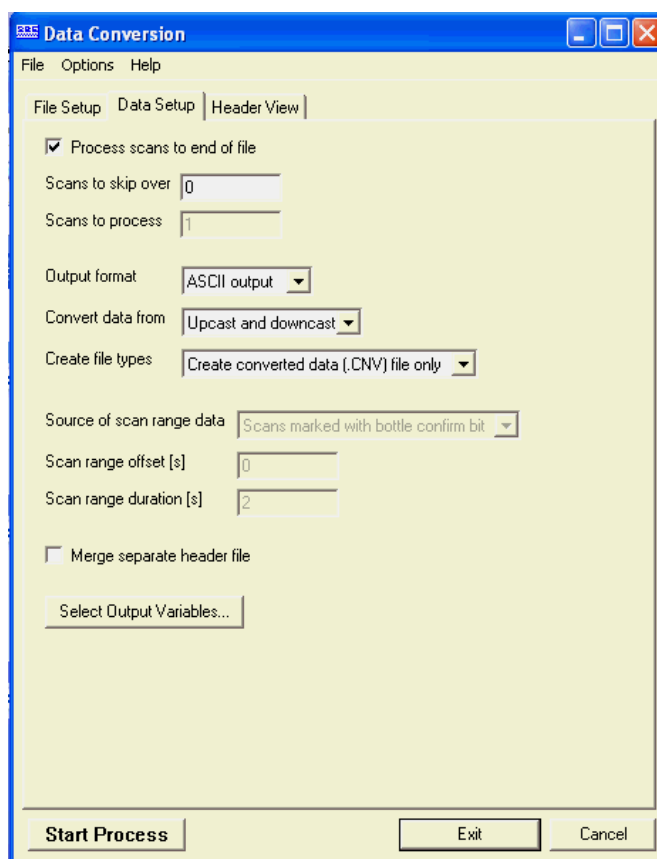 Data Conversion
File Options Help
File Setup Data Setup Header View
Process scans to end of file
Scans to skip over 0
Scans to process 1
Output format ASCII output
Convert data from Upcast and downcast
Create file types Create converted data (.CNV) file only
Source of scan range data Scans marked with bottle confirm bit
Scan range offset [s] 0
Scan range duration [s] 2
Merge separate header file
Select Output Variables...
Start Process Exit Cancel